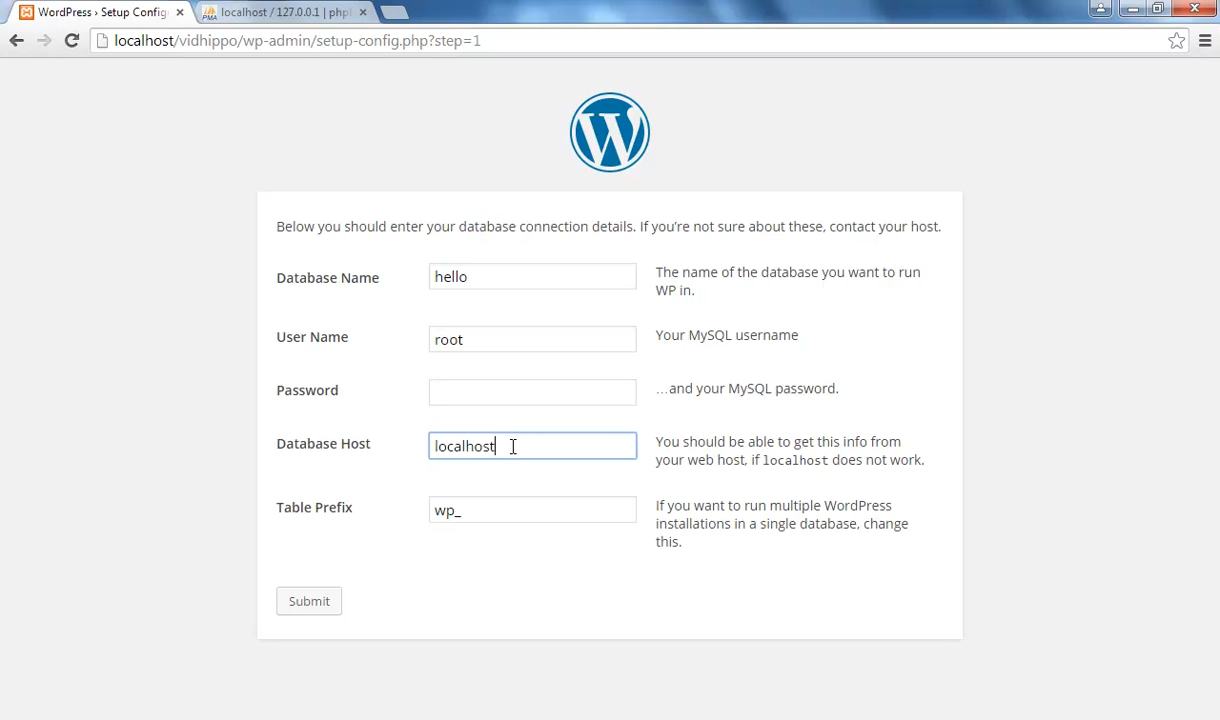 WordPress › Setup Config
localhost / 127.0.0.1 | phpl
localhost/vidhippo/wp-admin/setup-config.php?step=1
Below you should enter your database connection details. If you're not sure about these, contact your host.
Database Name
hello
The name of the database you want to run
WP in.
User Name
root
Your MySQL username
Password
…and your MySQL password.
Database Host
localhost
You should be able to get this info from
your web host, if localhost does not work.
Table Prefix
wp_
If you want to run multiple WordPress
installations in a single database, change
this.
Submit